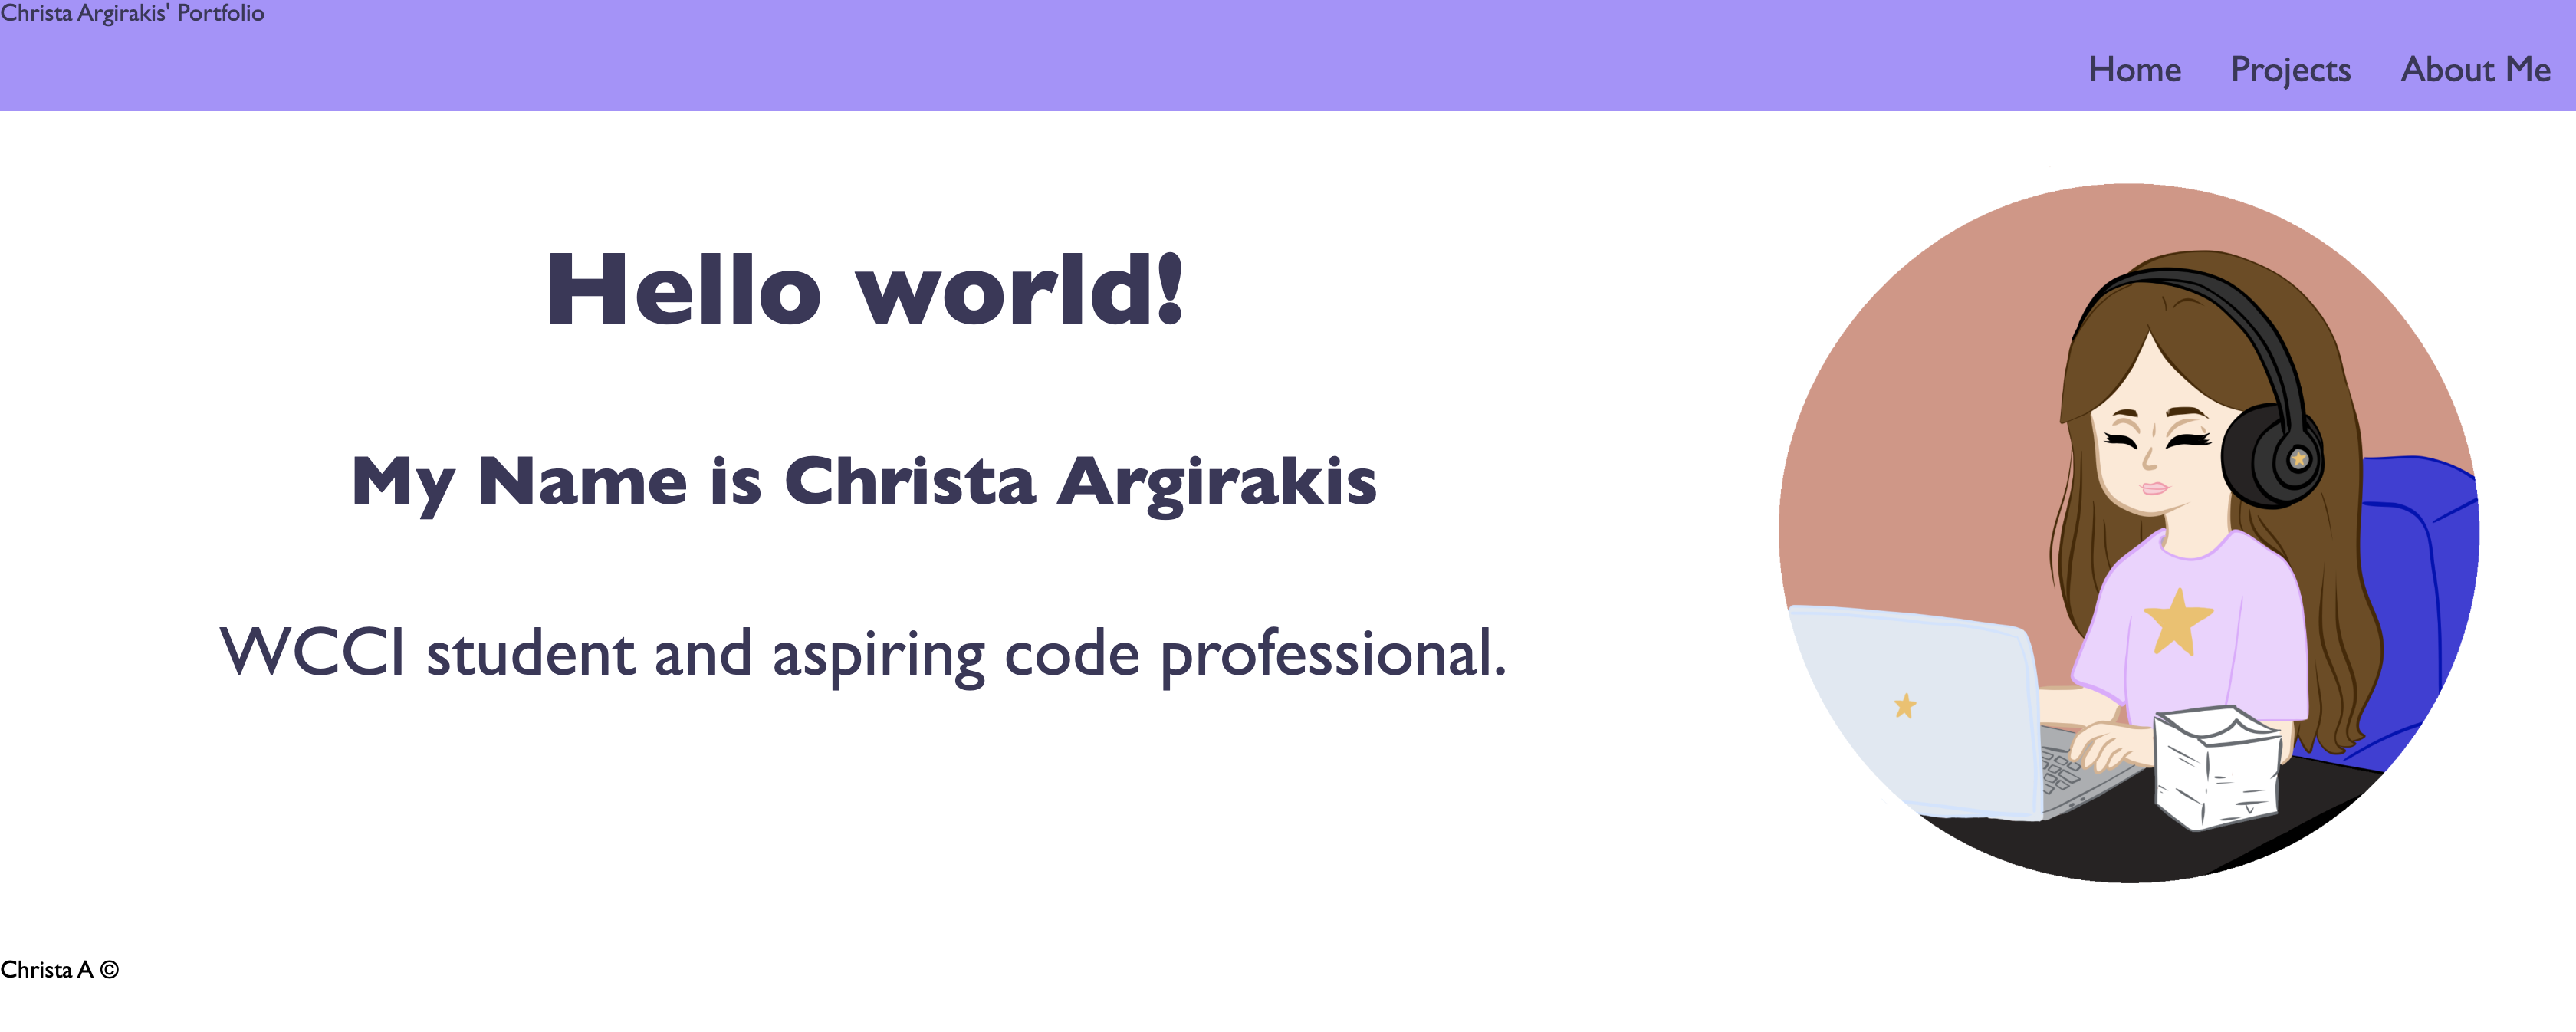 Christa Argirakis' Portfolio
Home Projects About Me
Hello world!
My Name is Christa Argirakis
WCCI student and aspiring code professional.
Christa A ©